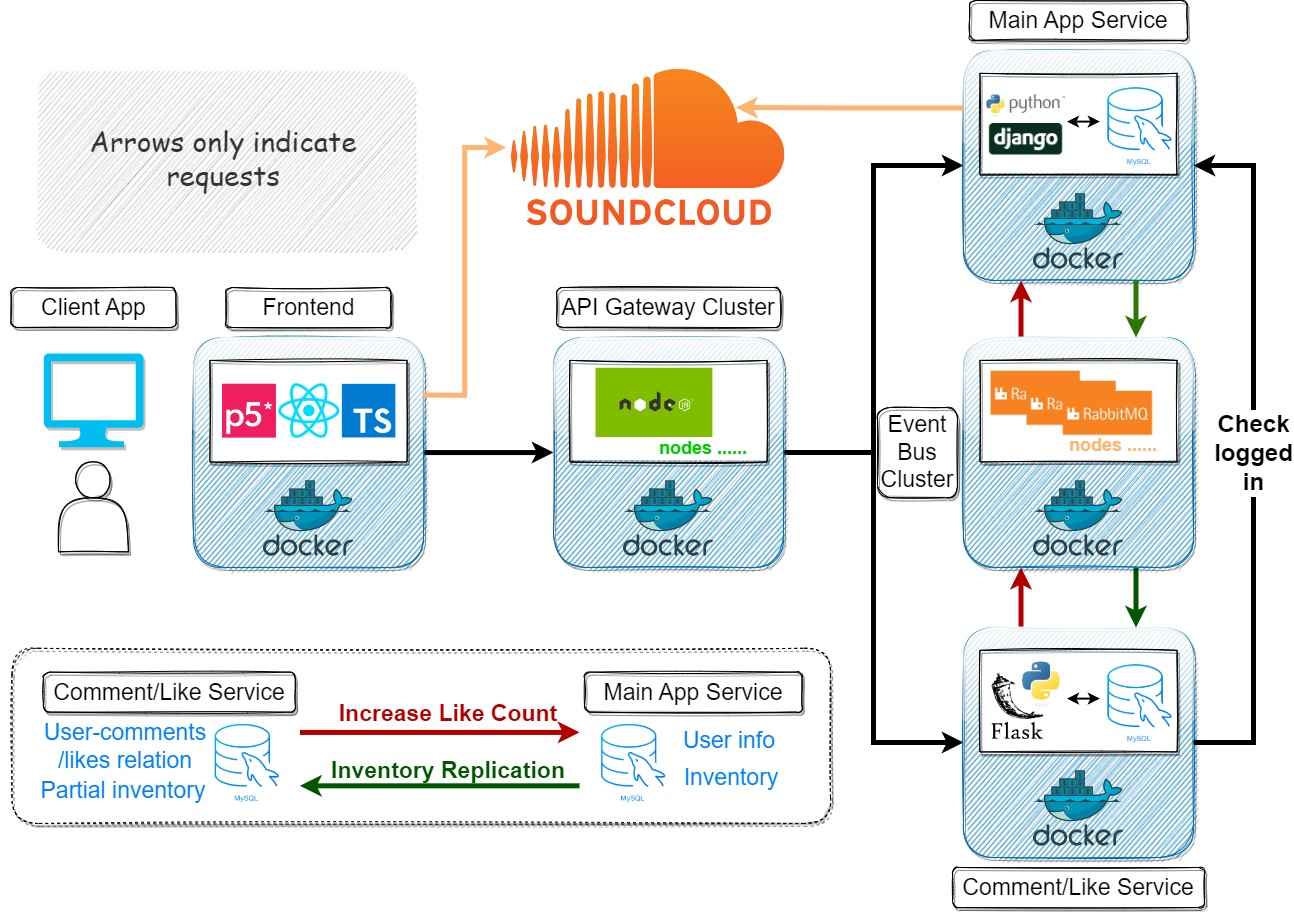 Main App Service
python™
django
MySQL
docker
Arrows only indicate
requests
SOUNDCLOUD
Client App
Frontend
API Gateway Cluster
p5*
TS
docker
node
JS
nodes ......
docker
Event
Bus
Cluster
Ra
Ra
RabbitMQ
nodes ......
docker
Check
logged
in
Flask
MySQL
docker
Comment/Like Service
Comment/Like Service
User-comments
/likes relation
Partial inventory
MySQL
Increase Like Count
Inventory Replication
Main App Service
MySQL
User info
Inventory